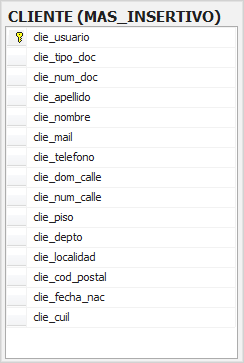 CLIENTE (MAS_INSERTIVO)
clie_usuario
clie_tipo_doc
clie_num_doc
clie_apellido
clie_nombre
clie_mail
clie_telefono
clie_dom_calle
clie_num_calle
clie_piso
clie_depto
clie_localidad
clie_cod_postal
clie_fecha_nac
clie_cuil